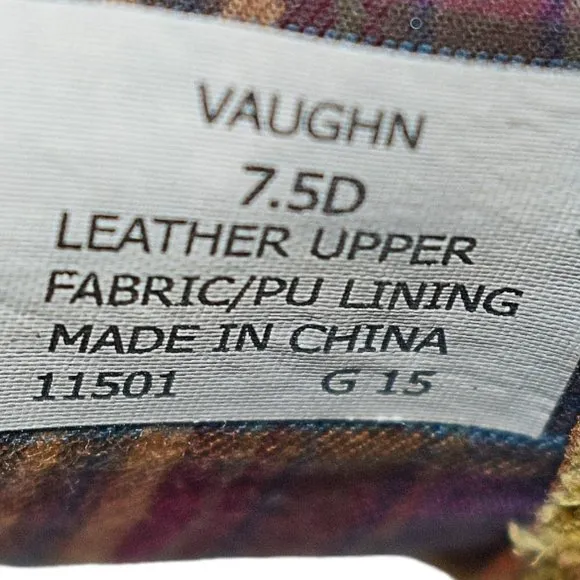 VAUGHN
7.5D
LEATHER UPPER
FABRIC/PU LINING
MADE IN CHINA
11501 G 15